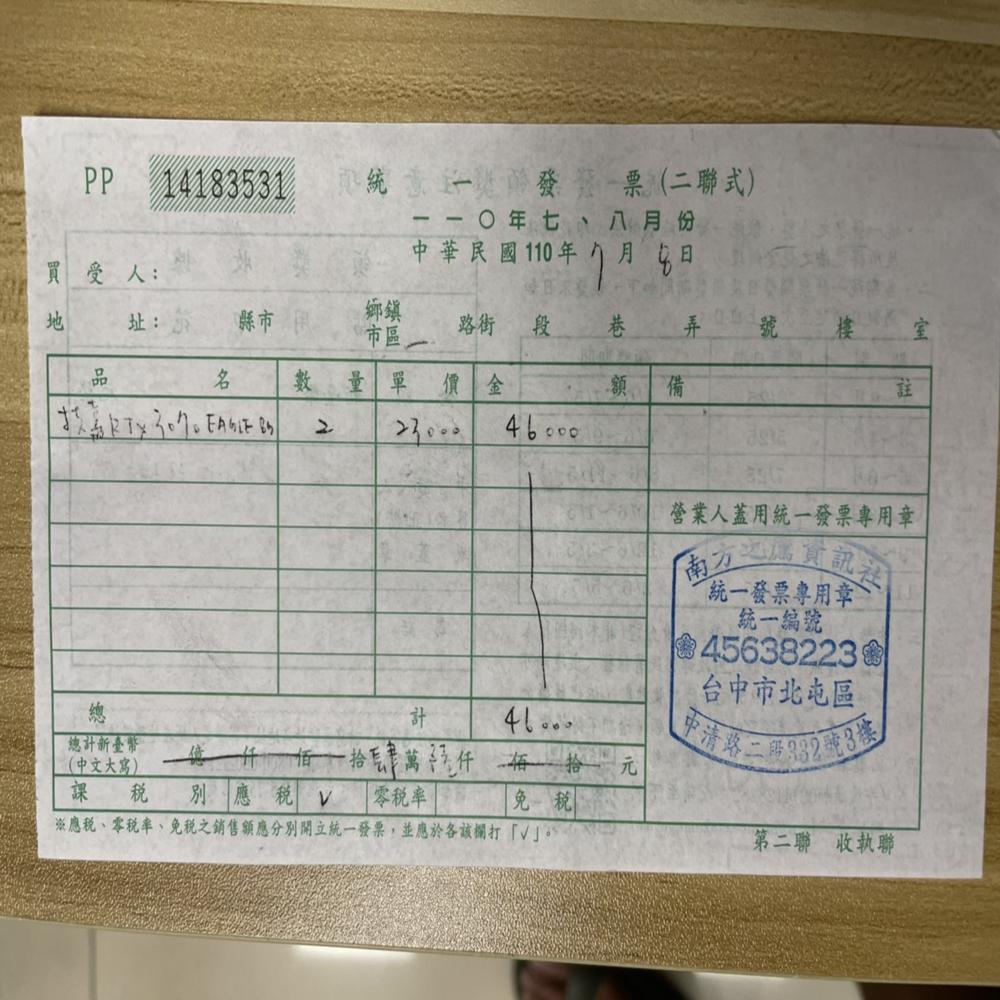 PP 14183531 統一發票(二聯式)
一一〇年七、八月份
中華民國110年7月8日
買受人：
地址： 縣市 鄉鎮市區 路街 段 巷 弄 號 樓 室
品名 數量 單價 金額 備註
技嘉RTX3070 EAGLE 8G 2 23000 46000
營業人蓋用統一發票專用章
南方之鷹資訊社
統一發票專用章
統一編號
45638223
台中市北屯區
中清路二段332號3樓
總計 46000
總計新臺幣(中文大寫) 億仟佰拾肆萬陸仟佰拾元
課稅別 應稅 V 零稅率 免稅
※應稅、零稅率、免稅之銷售額應分別開立統一發票，並應於各該欄打「V」。
第二聯 收執聯